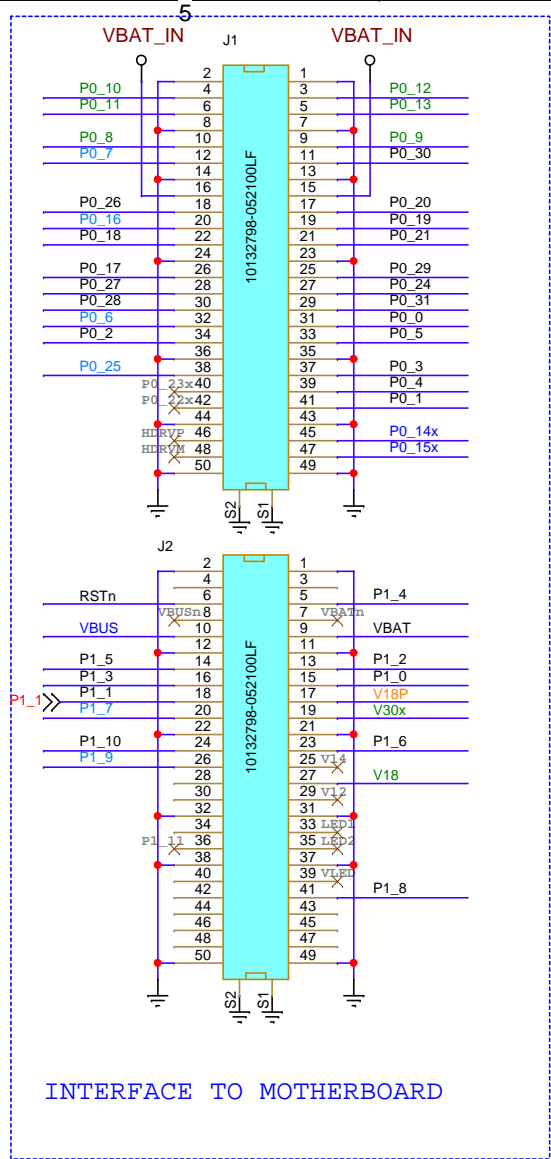 5
VBAT_IN VBAT_IN
J1
2 1
P0_10 4 3 P0_12
P0_11 6 5 P0_13
8 7
P0_8 10 9 P0_9
P0_7 12 11 P0_30
14 13
16 15
P0_26 18 17 P0_20
P0_16 20 19 P0_19
P0_18 22 21 P0_21
24 23
P0_17 26 25 P0_29
P0_27 28 27 P0_24
P0_28 30 29 P0_31
P0_6 32 31 P0_0
P0_2 34 33 P0_5
36 35
P0_25 38 37 P0_3
P0_23x 40 39 P0_4
P0_22x 42 41 P0_1
44 43
HDRVP 46 45 P0_14x
HDRVM 48 47 P0_15x
50 49
10132798-052100LF
S2 S1
J2
2 1
4 3
RSTn 6 5 P1_4
VBUSn 8 7 VBATn
VBUS 10 9 VBAT
12 11
P1_5 14 13 P1_2
P1_3 16 15 P1_0
P1_1 P1_1 18 17 V18P
P1_7 20 19 V30x
22 21
P1_10 24 23 P1_6
P1_9 26 25 V14
28 27 V18
30 29 V12
32 31
34 33 LED1
P1_11 36 35 LED2
38 37
40 39 VLED
42 41 P1_8
44 43
46 45
48 47
50 49
10132798-052100LF
S2 S1
INTERFACE TO MOTHERBOARD